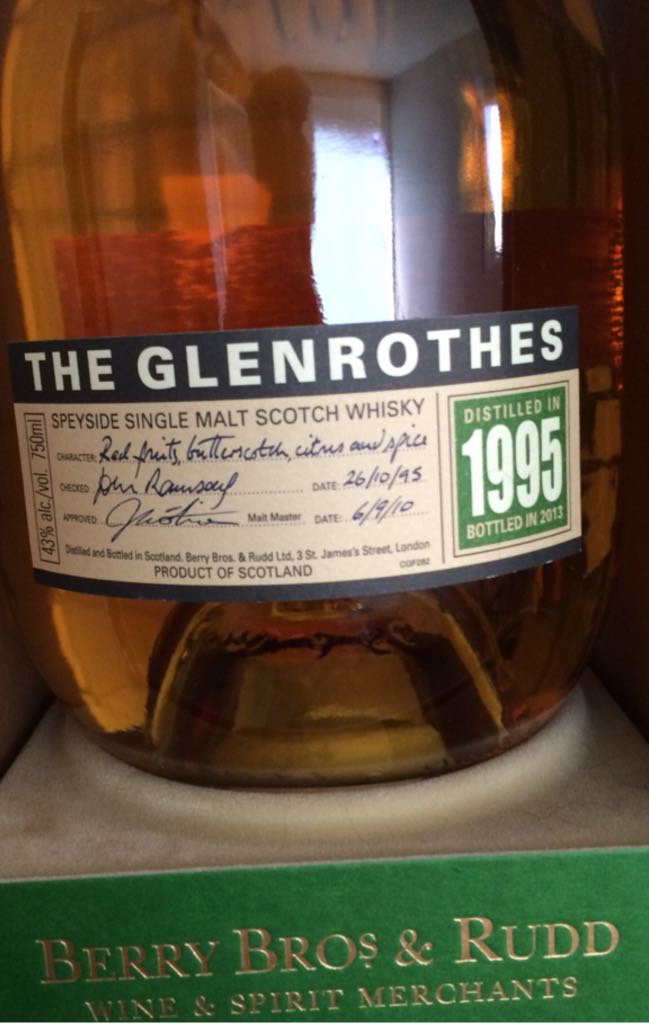 THE GLENROTHES
SPEYSIDE SINGLE MALT SCOTCH WHISKY
CHARACTER: Red fruits, butterscotch, citrus and spice
CHECKED: John Ramsay DATE: 26/10/95
APPROVED: Malt Master DATE: 6/9/10
Distilled and Bottled in Scotland. Berry Bros. & Rudd Ltd, 3 St. James's Street, London
PRODUCT OF SCOTLAND
43% alc./vol. 750ml
DISTILLED IN
1995
BOTTLED IN 2013
BERRY BROS & RUDD
WINE & SPIRIT MERCHANTS